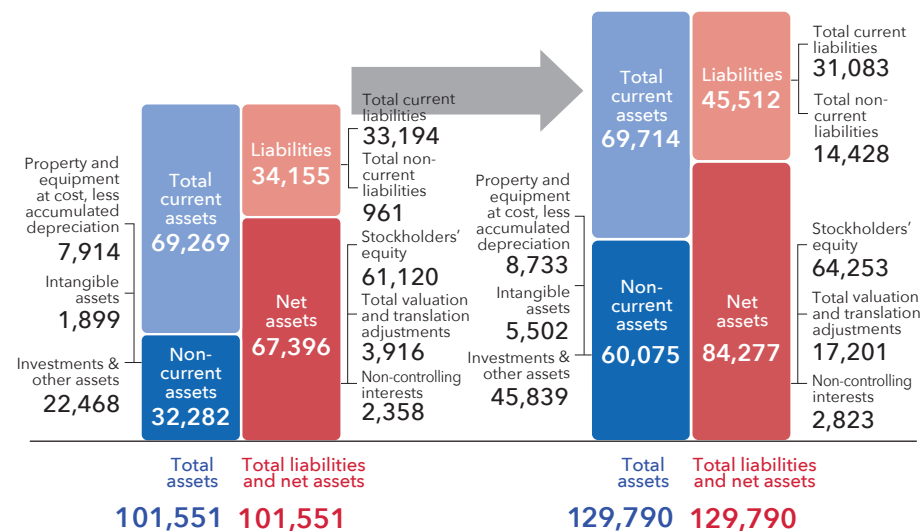 Property and
equipment
at cost, less
accumulated
depreciation
7,914
Intangible
assets
1,899
Investments &
other assets
22,468
Total
current
assets
69,269
Non-
current
assets
32,282
Liabilities
34,155
Net
assets
67,396
Total current
liabilities
33,194
Total non-
current
liabilities
961
Stockholders'
equity
61,120
Total valuation
and translation
adjustments
3,916
Non-controlling
interests
2,358
Total
assets
101,551
Total liabilities
and net assets
101,551
Property and
equipment
at cost, less
accumulated
depreciation
8,733
Intangible
assets
5,502
Investments &
other assets
45,839
Total
current
assets
69,714
Non-
current
assets
60,075
Liabilities
45,512
Net
assets
84,277
Total current
liabilities
31,083
Total non-
current
liabilities
14,428
Stockholders'
equity
64,253
Total valuation
and translation
adjustments
17,201
Non-controlling
interests
2,823
Total
assets
129,790
Total liabilities
and net assets
129,790